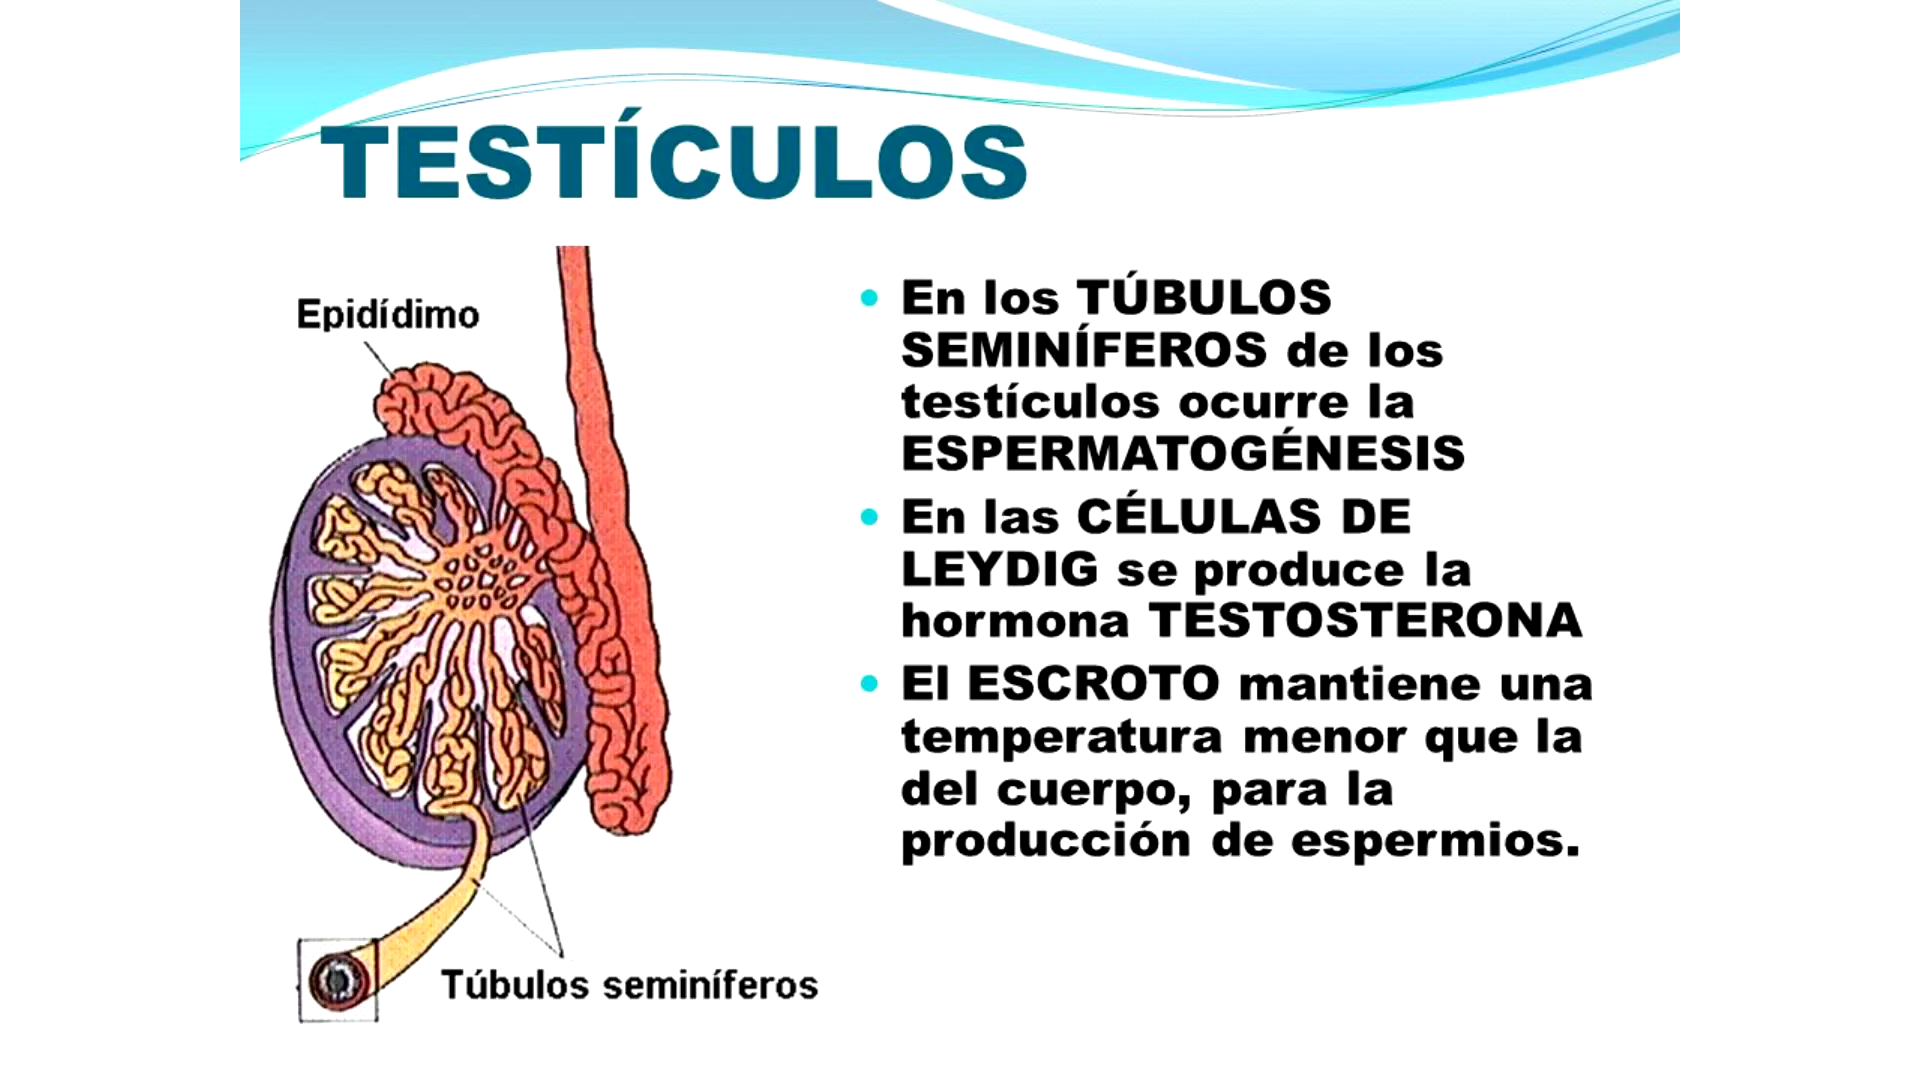 TESTÍCULOS
Epidídimo
• En los TÚBULOS
SEMINÍFEROS de los
testículos ocurre la
ESPERMATOGÉNESIS
• En las CÉLULAS DE
LEYDIG se produce la
hormona TESTOSTERONA
• El ESCROTO mantiene una
temperatura menor que la
del cuerpo, para la
producción de espermios.
Túbulos seminíferos